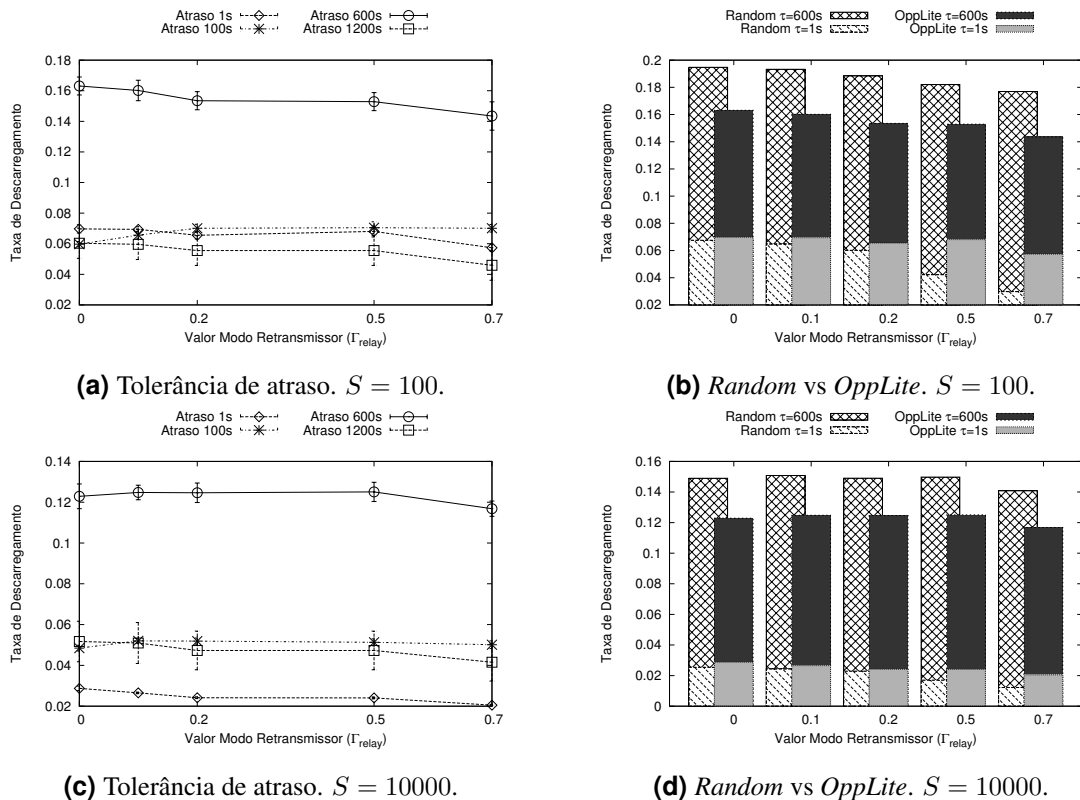 Atraso 1s
Atraso 100s
Atraso 600s
Atraso 1200s
Taxa de Descarregamento
0.18
0.16
0.14
0.12
0.1
0.08
0.06
0.04
0.02
0 0.2 0.5 0.7
Valor Modo Retransmissor (Γrelay)
(a) Tolerância de atraso. S = 100.
Random τ=600s
Random τ=1s
OppLite τ=600s
OppLite τ=1s
Taxa de Descarregamento
0.2
0.18
0.16
0.14
0.12
0.1
0.08
0.06
0.04
0.02
0 0.1 0.2 0.5 0.7
Valor Modo Retransmissor (Γrelay)
(b) Random vs OppLite. S = 100.
Atraso 1s
Atraso 100s
Atraso 600s
Atraso 1200s
Taxa de Descarregamento
0.14
0.12
0.1
0.08
0.06
0.04
0.02
0 0.2 0.5 0.7
Valor Modo Retransmissor (Γrelay)
(c) Tolerância de atraso. S = 10000.
Random τ=600s
Random τ=1s
OppLite τ=600s
OppLite τ=1s
Taxa de Descarregamento
0.16
0.14
0.12
0.1
0.08
0.06
0.04
0.02
0
0 0.1 0.2 0.5 0.7
Valor Modo Retransmissor (Γrelay)
(d) Random vs OppLite. S = 10000.